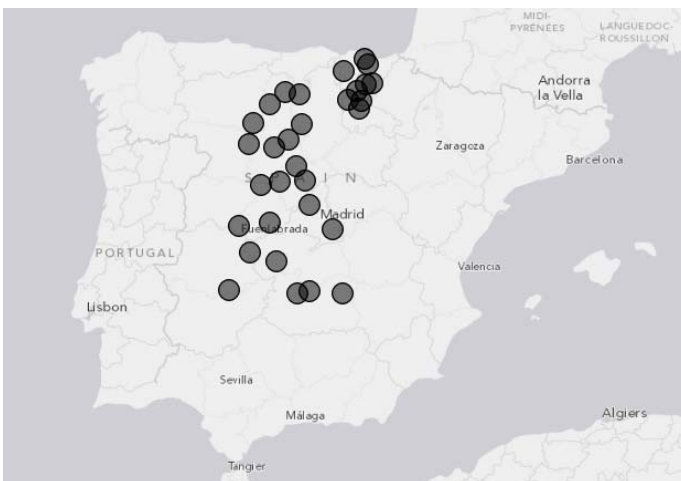 MIDI-
PYRÉNÉES
LANGUEDOC-
ROUSSILLON
Andorra
la Vella
Zaragoza
Barcelona
S P A I N
Madrid
Fuenlabrada
PORTUGAL
Valencia
Lisbon
Sevilla
Málaga
Algiers
Tangier